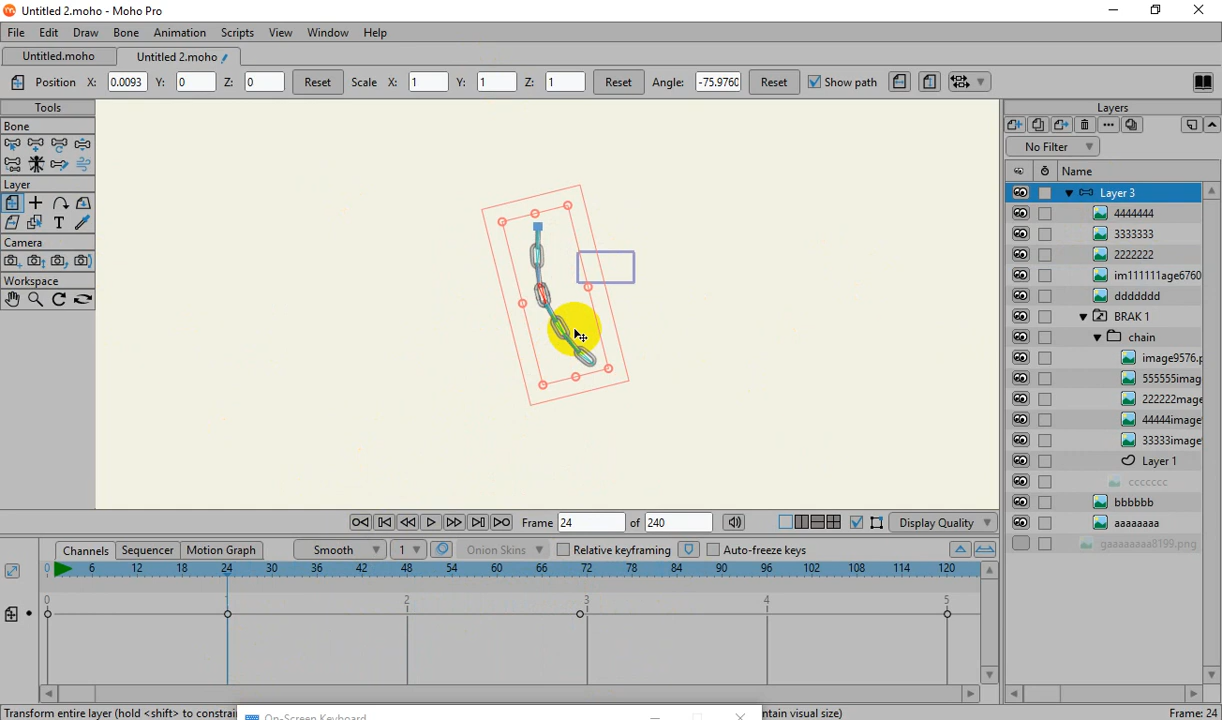 Untitled 2.moho - Moho Pro
File Edit Draw Bone Animation Scripts View Window Help
Untitled.moho Untitled 2.moho
Position X: 0.0093 Y: 0 Z: 0 Reset Scale X: 1 Y: 1 Z: 1 Reset Angle: -75.9760 Reset Show path
Tools
Bone
Layer
T
Camera
Workspace
Layers
No Filter
Name
Layer 3
4444444
3333333
2222222
im111111age6760
ddddddd
BRAK 1
chain
image9576.p
555555imag
222222mage
44444image
33333image
Layer 1
ccccccc
bbbbbb
aaaaaaaa
gaaaaaaaa8199.png
Frame 24 of 240 Display Quality
Channels Sequencer Motion Graph Smooth 1 Onion Skins Relative keyframing Auto-freeze keys
0 6 12 18 24 30 36 42 48 54 60 66 72 78 84 90 96 102 108 114 120
0 1 2 3 4 5
On-Screen Keyboard
Transform entire layer (hold <shift> to constrai ntain visual size) Frame: 24